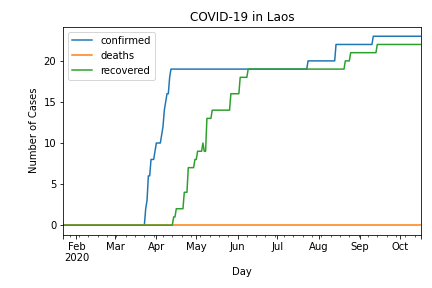 COVID-19 in Laos
confirmed
deaths
recovered
Number of Cases
20
15
10
5
0
Feb Mar Apr May Jun Jul Aug Sep Oct
2020
Day